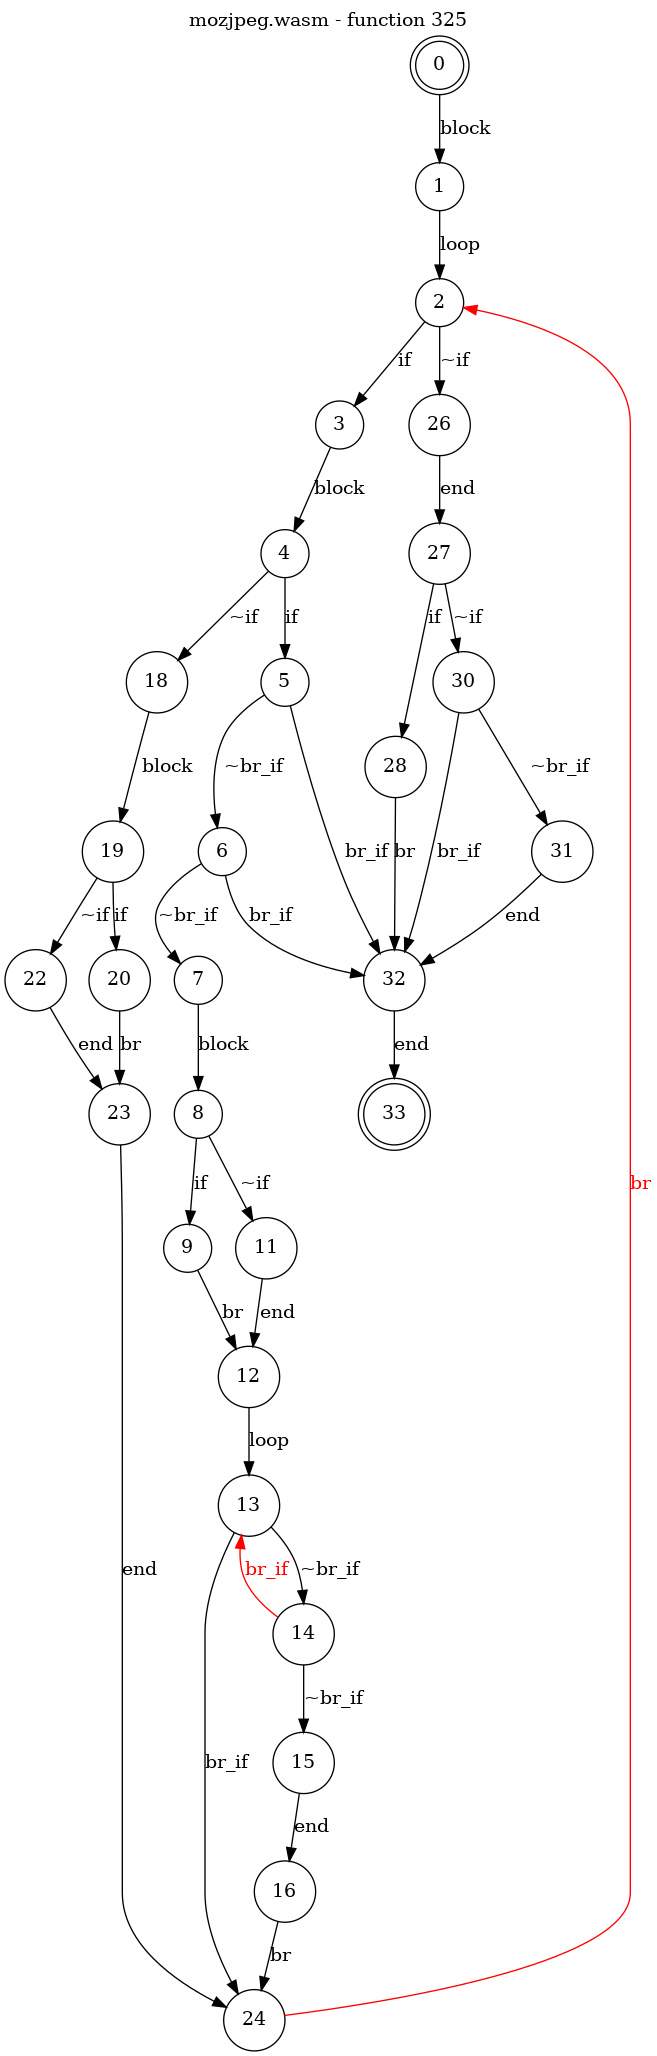 mozjpeg.wasm - function 325
0
block
1
loop
2
if
~if
3
26
block
end
4
27
~if
if
if
~if
18
5
30
block
~br_if
28
br_if
br
br_if
~br_if
19
6
31
~if
if
~br_if
br_if
end
22
20
7
32
end
br
block
end
23
8
33
if
~if
br
9
11
br
end
12
loop
13
end
br_if
~br_if
14
~br_if
br_if
15
end
16
br
24